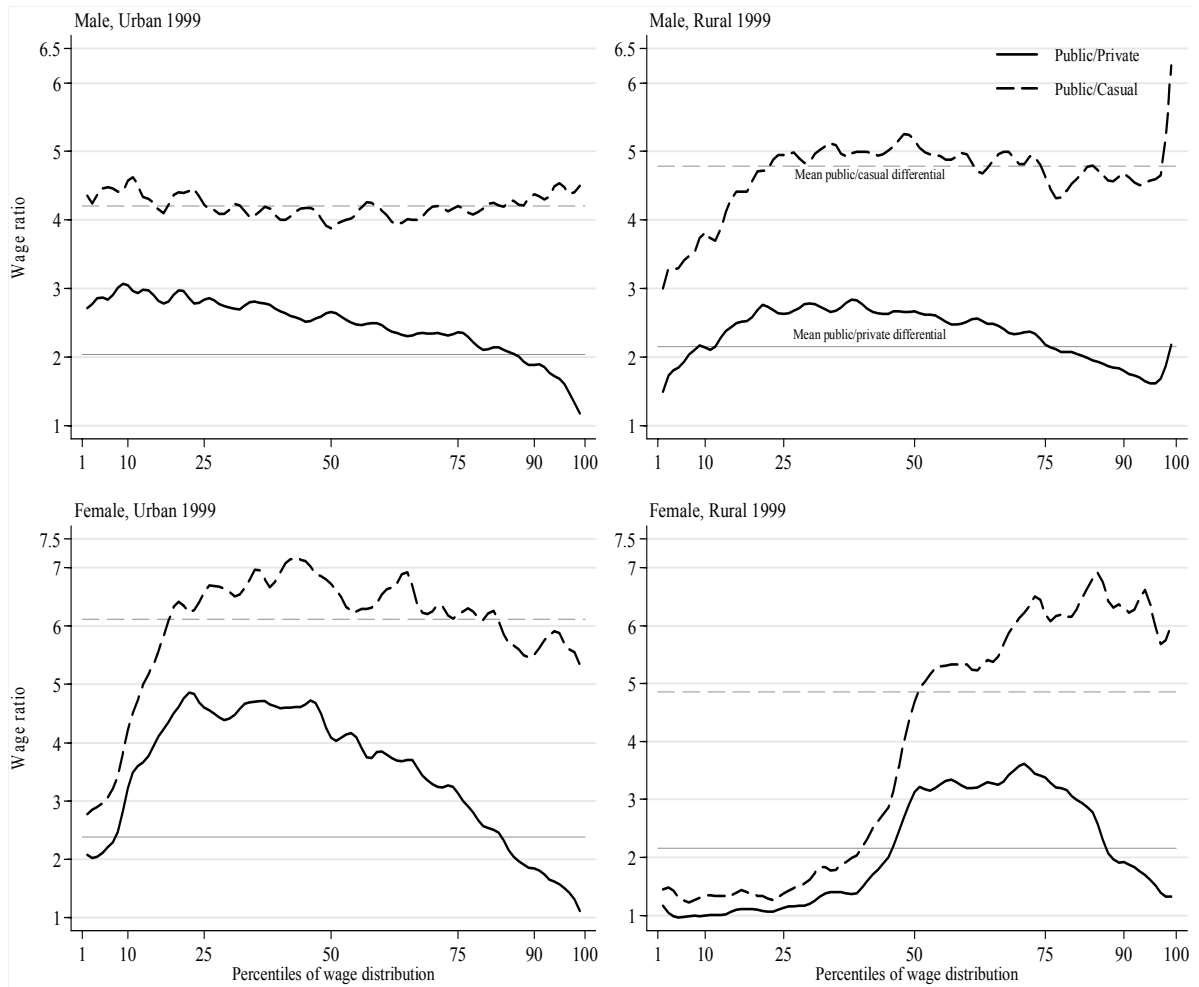 Male, Urban 1999
Wage ratio
6.5
6
5
4
3
2
1
1 10 25 50 75 90 100
Male, Rural 1999
Public/Private
Public/Casual
Mean public/casual differential
Mean public/private differential
6.5
6
5
4
3
2
1
1 10 25 50 75 90 100
Female, Urban 1999
Wage ratio
7.5
7
6
5
4
3
2
1
1 10 25 50 75 90 100
Percentiles of wage distribution
Female, Rural 1999
7.5
7
6
5
4
3
2
1
1 10 25 50 75 90 100
Percentiles of wage distribution